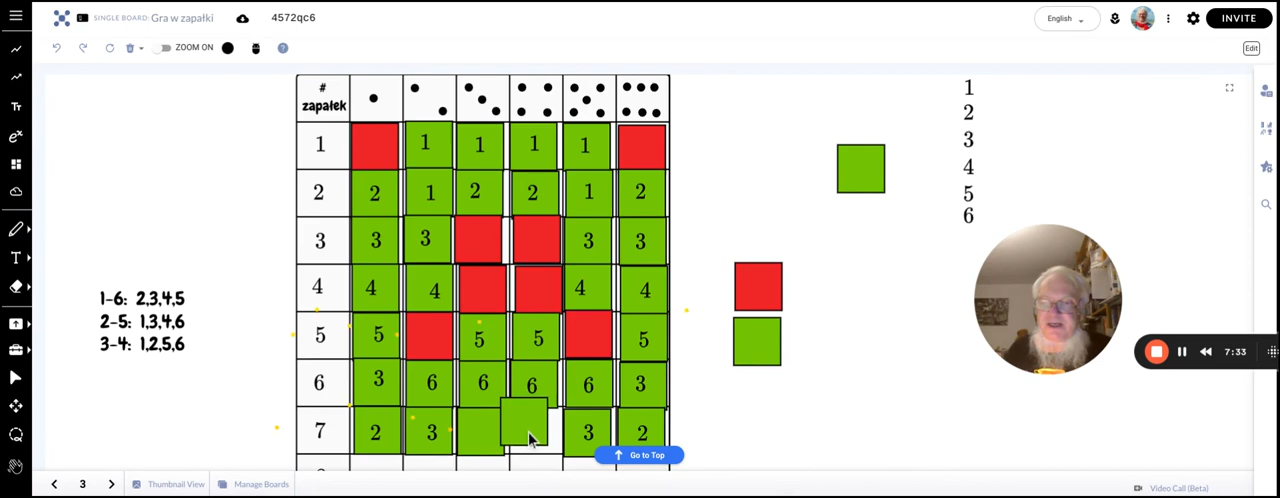 SINGLE BOARD: Gra w zapałki
4572qc6
English
INVITE
ZOOM ON
Edit
# zapałek
1 1 1 1 1
2 2 1 2 2 1 2
3 3 3 3 3
4 4 4 4 4
5 5 5 5 5
6 3 6 6 6 6 3
7 2 3 3 2
1-6: 2,3,4,5
2-5: 1,3,4,6
3-4: 1,2,5,6
1
2
3
4
5
6
7:33
Go to Top
3
Thumbnail View
Manage Boards
Video Call (Beta)